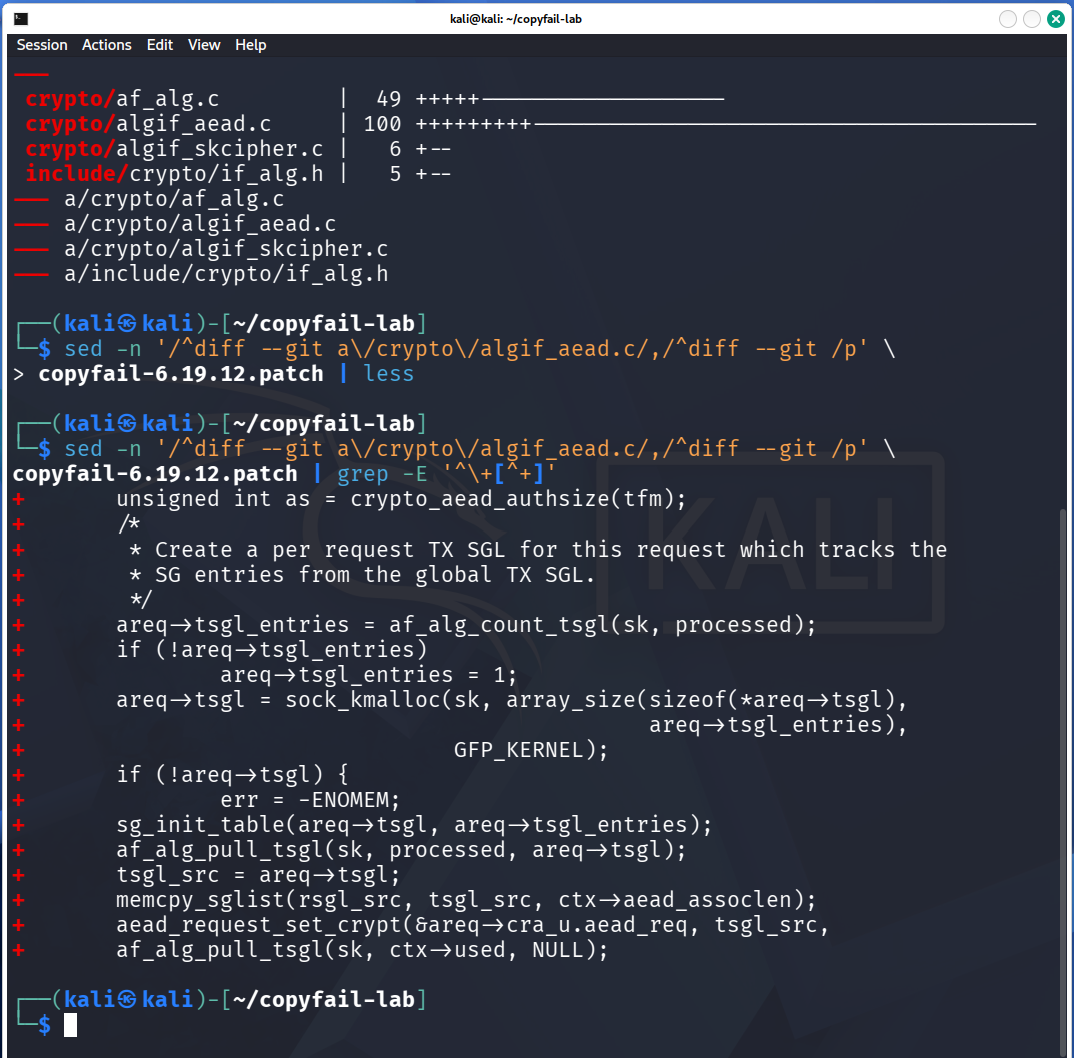 kali@kali: ~/copyfail-lab
Session Actions Edit View Help
---
 crypto/af_alg.c          |  49 +++++---------------------
 crypto/algif_aead.c      | 100 +++++++++-------------------------------------------
 crypto/algif_skcipher.c |   6 +--
 include/crypto/if_alg.h |   5 +--
--- a/crypto/af_alg.c
--- a/crypto/algif_aead.c
--- a/crypto/algif_skcipher.c
--- a/include/crypto/if_alg.h
┌──(kali㉿kali)-[~/copyfail-lab]
└─$ sed -n '/^diff --git a\/crypto\/algif_aead.c/,/^diff --git /p' \
> copyfail-6.19.12.patch | less
┌──(kali㉿kali)-[~/copyfail-lab]
└─$ sed -n '/^diff --git a\/crypto\/algif_aead.c/,/^diff --git /p' \
copyfail-6.19.12.patch | grep -E '^\+[^+]'
+       unsigned int as = crypto_aead_authsize(tfm);
+       /*
+        * Create a per request TX SGL for this request which tracks the
+        * SG entries from the global TX SGL.
+        */
+       areq->tsgl_entries = af_alg_count_tsgl(sk, processed);
+       if (!areq->tsgl_entries)
+               areq->tsgl_entries = 1;
+       areq->tsgl = sock_kmalloc(sk, array_size(sizeof(*areq->tsgl),
+                                                areq->tsgl_entries),
+                                 GFP_KERNEL);
+       if (!areq->tsgl) {
+               err = -ENOMEM;
+       sg_init_table(areq->tsgl, areq->tsgl_entries);
+       af_alg_pull_tsgl(sk, processed, areq->tsgl);
+       tsgl_src = areq->tsgl;
+       memcpy_sglist(rsgl_src, tsgl_src, ctx->aead_assoclen);
+       aead_request_set_crypt(&areq->cra_u.aead_req, tsgl_src,
+       af_alg_pull_tsgl(sk, ctx->used, NULL);
KALI
┌──(kali㉿kali)-[~/copyfail-lab]
└─$